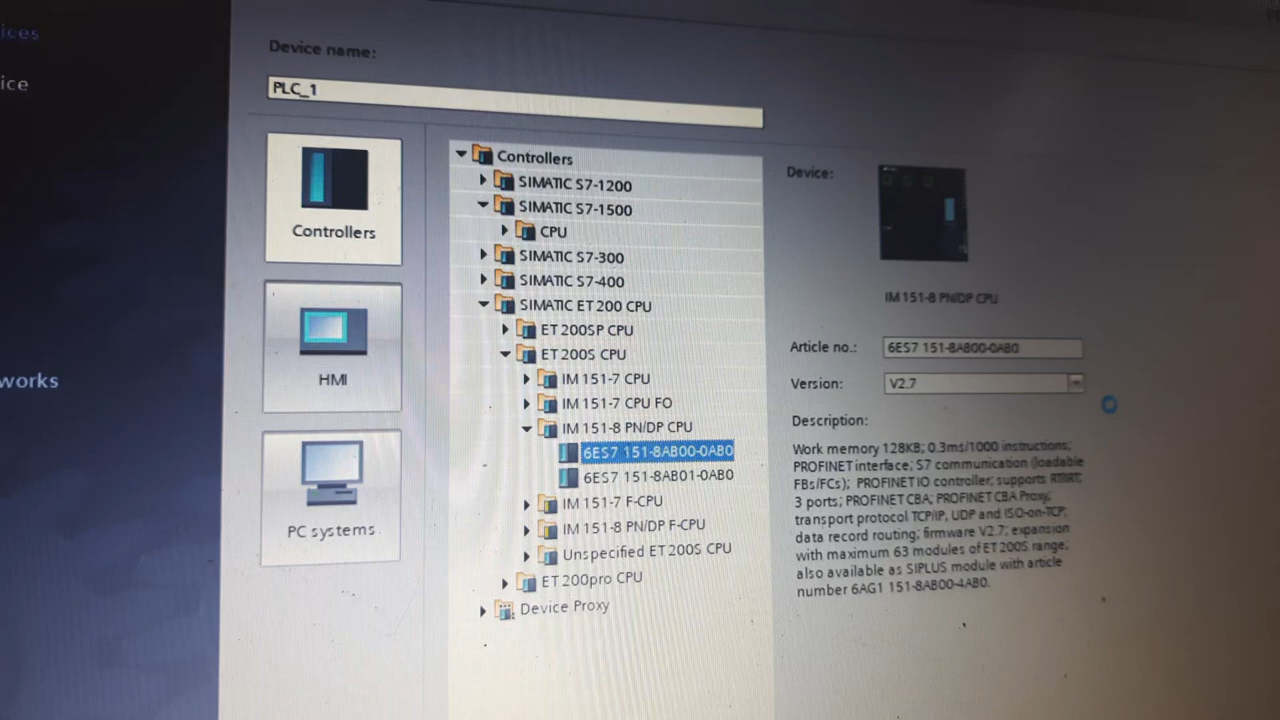 ices
ice
works
Device name:
PLC_1
Controllers
HMI
PC systems
Controllers
SIMATIC S7-1200
SIMATIC S7-1500
CPU
SIMATIC S7-300
SIMATIC S7-400
SIMATIC ET 200 CPU
ET 200SP CPU
ET 200S CPU
IM 151-7 CPU
IM 151-7 CPU FO
IM 151-8 PN/DP CPU
6ES7 151-8AB00-0AB0
6ES7 151-8AB01-0AB0
IM 151-7 F-CPU
IM 151-8 PN/DP F-CPU
Unspecified ET 200S CPU
ET 200pro CPU
Device Proxy
Device:
IM 151-8 PN/DP CPU
Article no.: 6ES7 151-8AB00-0AB0
Version: V2.7
Description:
Work memory 128KB; 0.3ms/1000 instructions;
PROFINET interface; S7 communication (loadable
FBs/FCs); PROFINET IO controller; supports RT/IRT;
3 ports; PROFINET CBA; PROFINET CBA Proxy;
transport protocol TCP/IP, UDP and ISO-on-TCP;
data record routing; firmware V2.7; expansion
with maximum 63 modules of ET 200S range,
also available as SIPLUS module with article
number 6AG1 151-8AB00-4AB0.